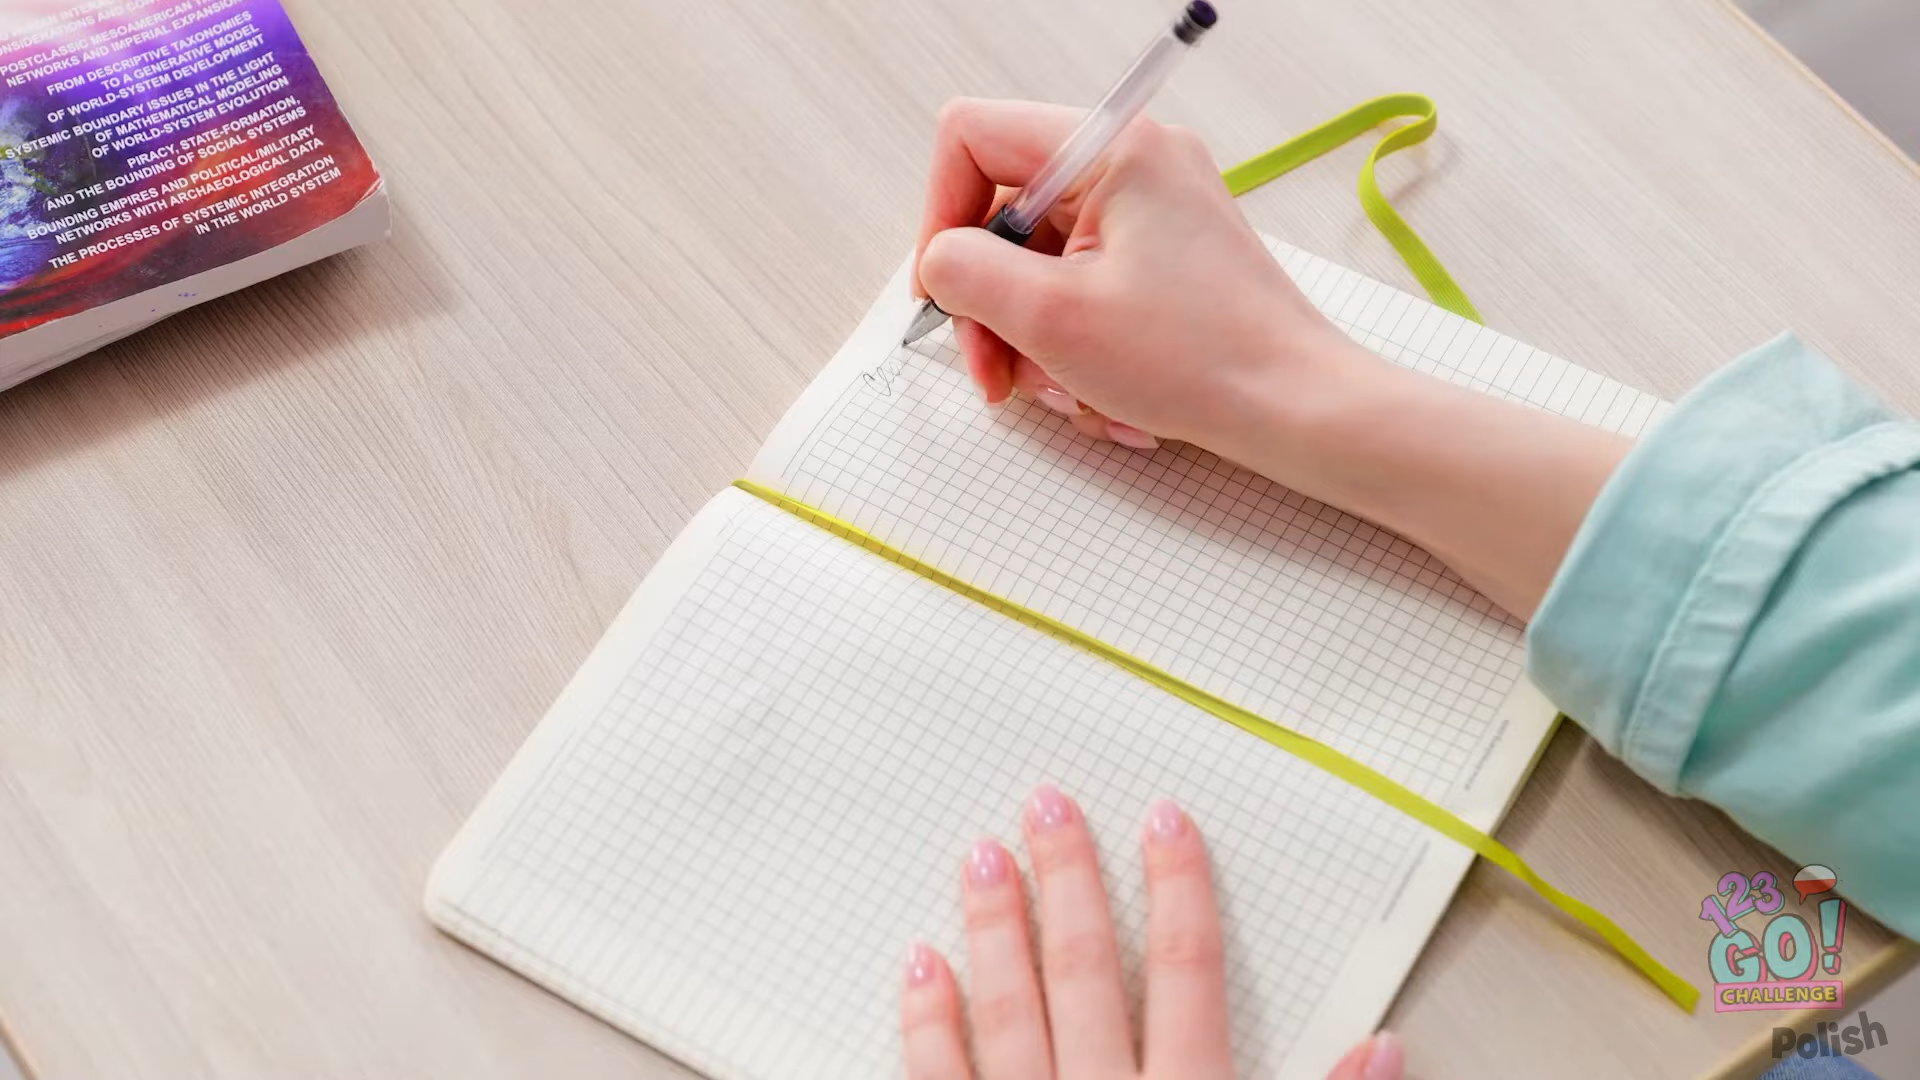 POSTCLASSIC MESOAMERICAN
NETWORKS AND IMPERIAL EXPANSION
FROM DESCRIPTIVE TAXONOMIES
TO A GENERATIVE MODEL
OF WORLD-SYSTEM DEVELOPMENT
SYSTEMIC BOUNDARY ISSUES IN THE LIGHT
OF MATHEMATICAL MODELING
OF WORLD-SYSTEM EVOLUTION
PIRACY, STATE-FORMATION,
AND THE BOUNDING OF SOCIAL SYSTEMS
BOUNDING EMPIRES AND POLITICAL/MILITARY
NETWORKS WITH ARCHAEOLOGICAL DATA
THE PROCESSES OF SYSTEMIC INTEGRATION
IN THE WORLD SYSTEM
123
GO!
CHALLENGE
Polish